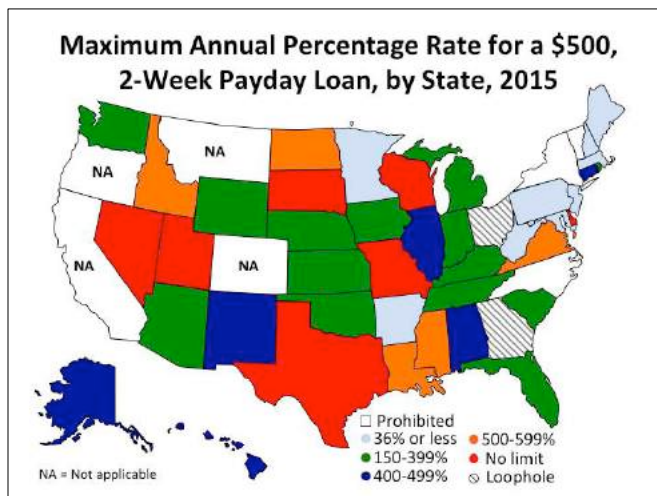 Maximum Annual Percentage Rate for a $500,
2-Week Payday Loan, by State, 2015
NA
NA
NA
NA
Prohibited
36% or less
150-399%
400-499%
500-599%
No limit
Loophole
NA = Not applicable